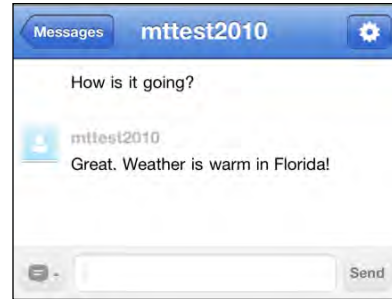 Messages
mttest2010
How is it going?
mttest2010
Great. Weather is warm in Florida!
Send